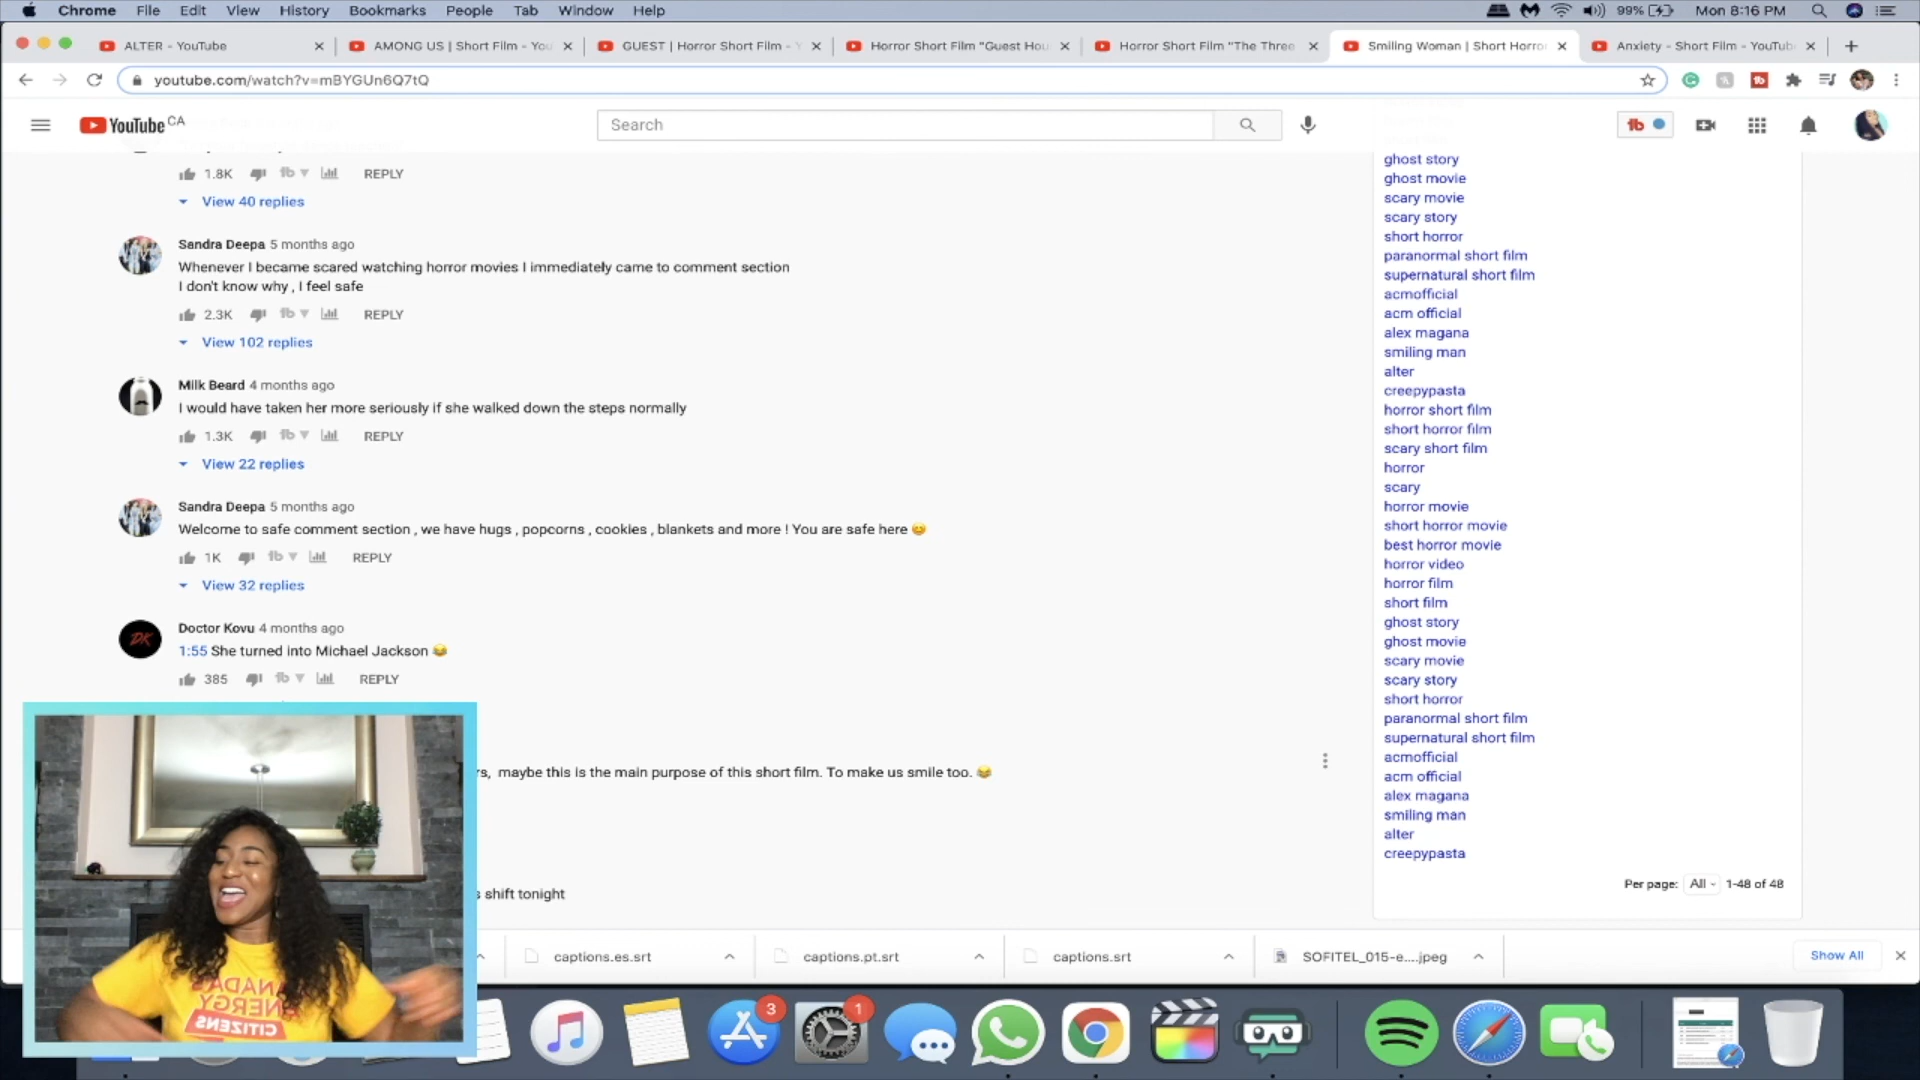 Chrome File Edit View History Bookmarks People Tab Window Help 99% Mon 8:16 PM
ALTER - YouTube
AMONG US | Short Film - You
GUEST | Horror Short Film - Y
Horror Short Film "Guest Hou
Horror Short Film "The Three
Smiling Woman | Short Horro
Anxiety - Short Film - YouTub
youtube.com/watch?v=mBYGUn6Q7tQ
YouTube CA
Search
1.8K REPLY
View 40 replies
Sandra Deepa 5 months ago
Whenever I became scared watching horror movies I immediately came to comment section
I don't know why , I feel safe
2.3K REPLY
View 102 replies
Milk Beard 4 months ago
I would have taken her more seriously if she walked down the steps normally
1.3K REPLY
View 22 replies
Sandra Deepa 5 months ago
Welcome to safe comment section , we have hugs , popcorns , cookies , blankets and more ! You are safe here 😊
1K REPLY
View 32 replies
DK
Doctor Kovu 4 months ago
1:55 She turned into Michael Jackson 😂
385 REPLY
rs, maybe this is the main purpose of this short film. To make us smile too. 😂
s shift tonight
ghost story
ghost movie
scary movie
scary story
short horror
paranormal short film
supernatural short film
acmofficial
acm official
alex magana
smiling man
alter
creepypasta
horror short film
short horror film
scary short film
horror
scary
horror movie
short horror movie
best horror movie
horror video
horror film
short film
ghost story
ghost movie
scary movie
scary story
short horror
paranormal short film
supernatural short film
acmofficial
acm official
alex magana
smiling man
alter
creepypasta
Per page: All 1-48 of 48
CANADA'S
ENERGY
CITIZENS
captions.es.srt
captions.pt.srt
captions.srt
SOFITEL_015-e....jpeg
Show All
3
1